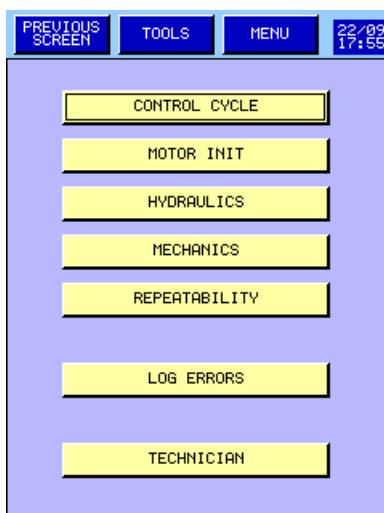 PREVIOUS SCREEN
TOOLS
MENU
22/09
17:55
CONTROL CYCLE
MOTOR INIT
HYDRAULICS
MECHANICS
REPEATABILITY
LOG ERRORS
TECHNICIAN